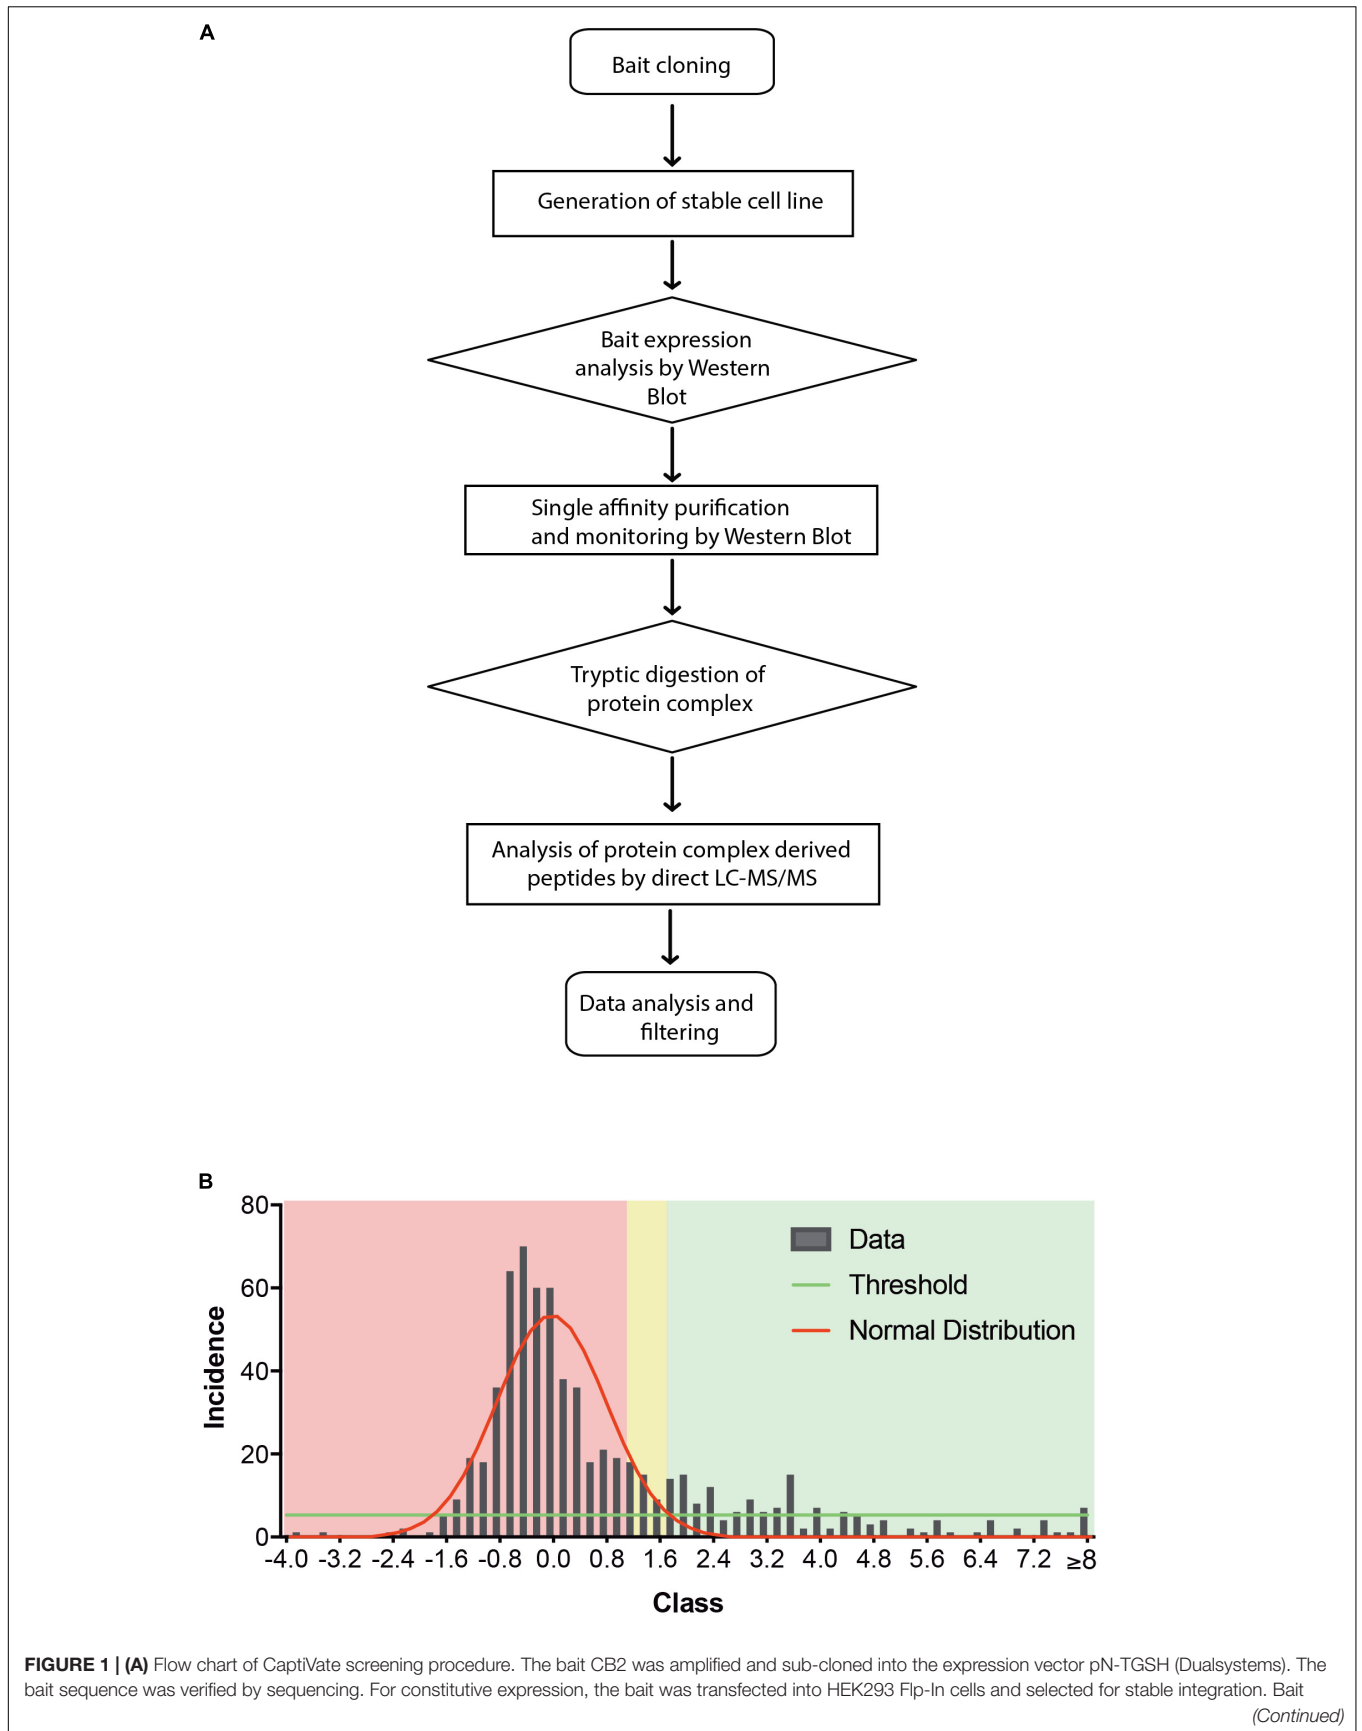 A
Bait cloning
Generation of stable cell line
Bait expression
analysis by Western
Blot
Single affinity purification
and monitoring by Western Blot
Tryptic digestion of
protein complex
Analysis of protein complex derived
peptides by direct LC-MS/MS
Data analysis and
filtering
B
80
60
40
20
0
Incidence
Data
Threshold
Normal Distribution
-4.0 -3.2 -2.4 -1.6 -0.8 0.0 0.8 1.6 2.4 3.2 4.0 4.8 5.6 6.4 7.2 ≥8
Class
FIGURE 1 | (A) Flow chart of CaptiVate screening procedure. The bait CB2 was amplified and sub-cloned into the expression vector pN-TGSH (Dualsystems). The
bait sequence was verified by sequencing. For constitutive expression, the bait was transfected into HEK293 Flp-In cells and selected for stable integration. Bait
(Continued)